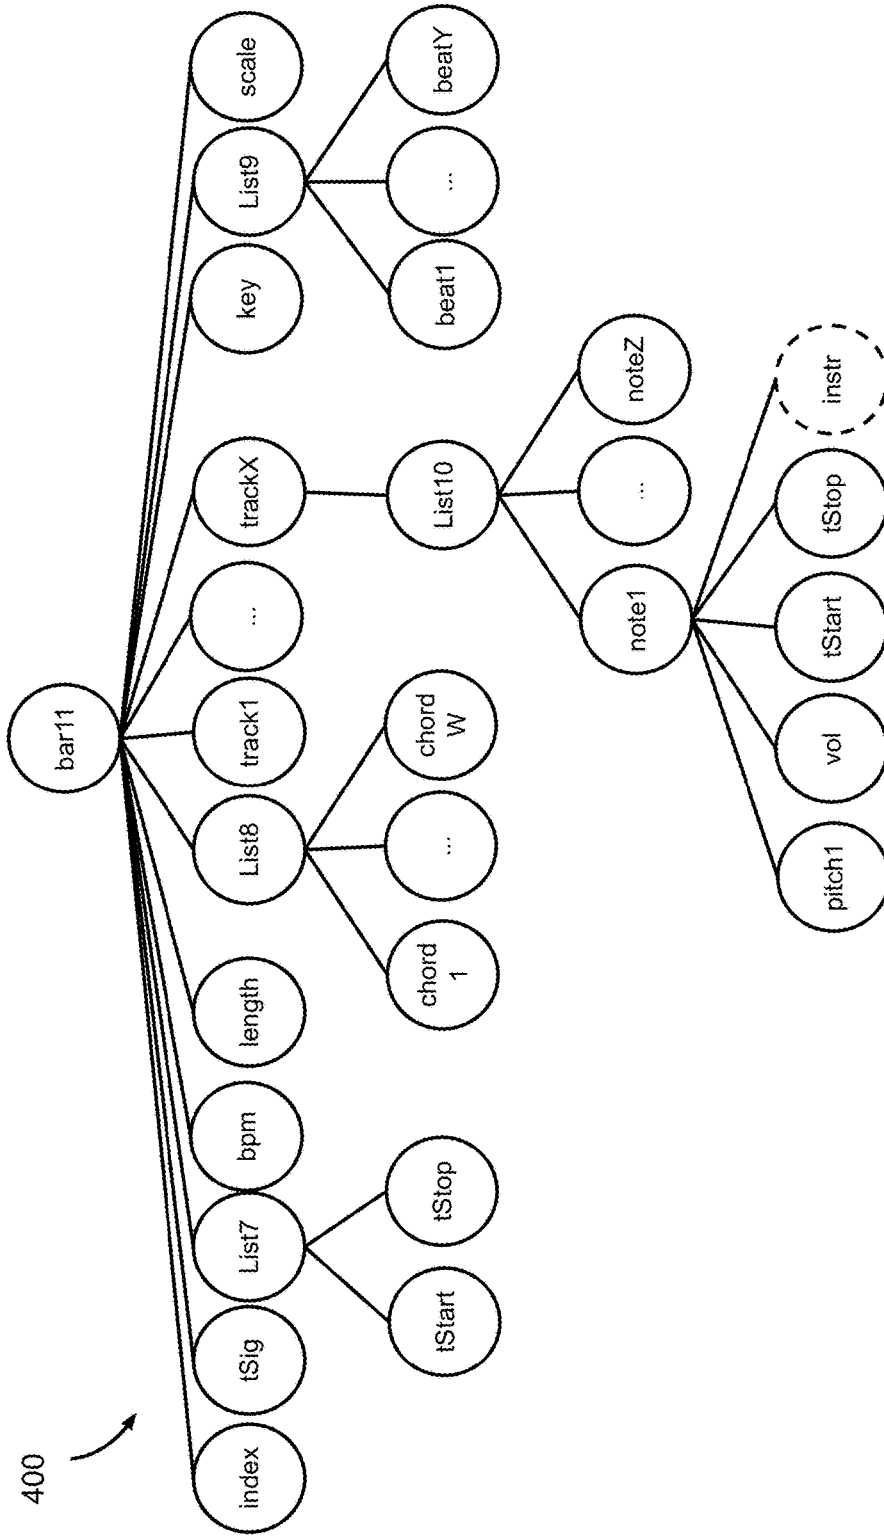 400
bar11
index
tSig
List7
bpm
length
List8
track1
...
trackX
key
List9
scale
tStart
tStop
chord
1
...
chord
W
List10
beat1
...
beatY
note1
...
noteZ
pitch1
vol
tStart
tStop
instr